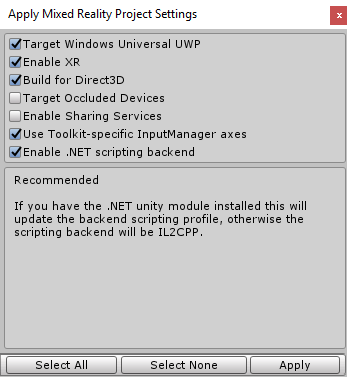 Apply Mixed Reality Project Settings
x
Target Windows Universal UWP
Enable XR
Build for Direct3D
Target Occluded Devices
Enable Sharing Services
Use Toolkit-specific InputManager axes
Enable .NET scripting backend
Recommended
If you have the .NET unity module installed this will
update the backend scripting profile, otherwise the
scripting backend will be IL2CPP.
Select All Select None Apply